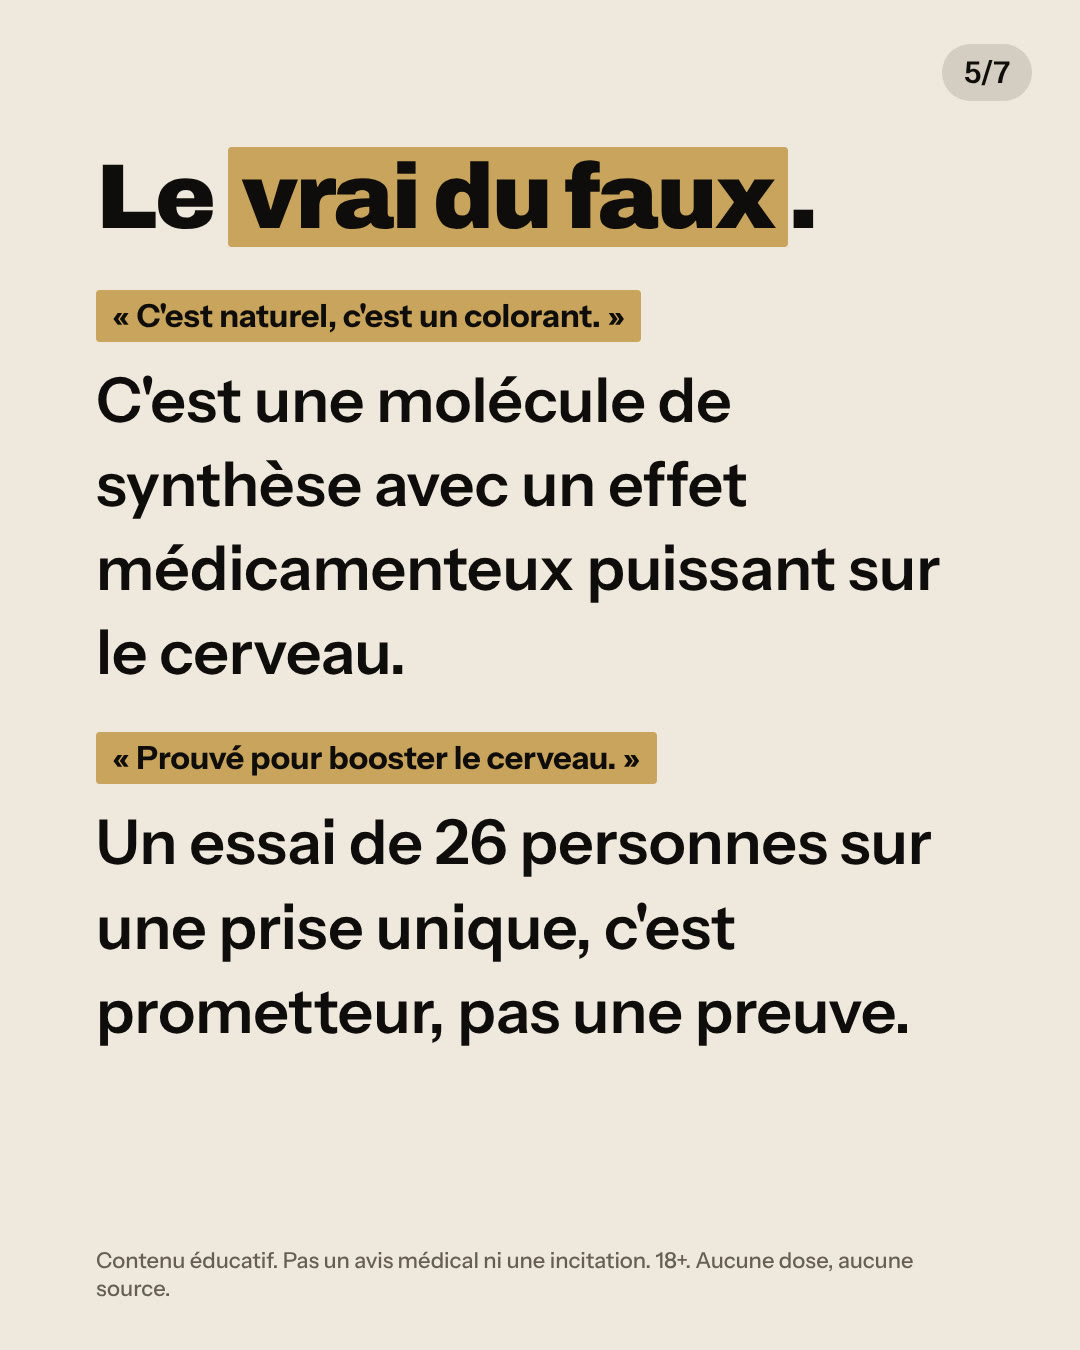 5/7
Le vrai du faux.
« C'est naturel, c'est un colorant. »
C'est une molécule de
synthèse avec un effet
médicamenteux puissant sur
le cerveau.
« Prouvé pour booster le cerveau. »
Un essai de 26 personnes sur
une prise unique, c'est
prometteur, pas une preuve.
Contenu éducatif. Pas un avis médical ni une incitation. 18+. Aucune dose, aucune
source.